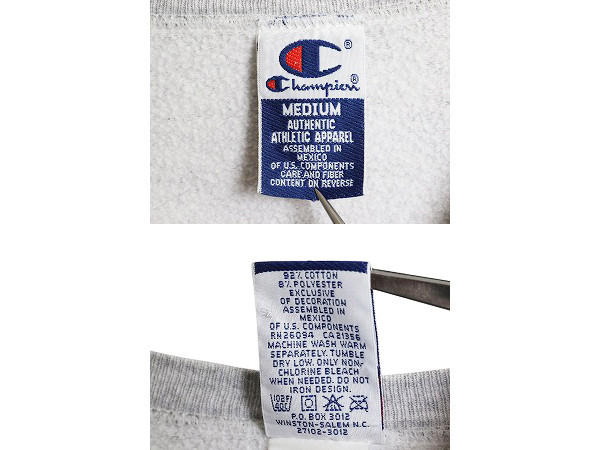 ®
Champion®
MEDIUM
AUTHENTIC
ATHLETIC APPAREL
ASSEMBLED IN
MEXICO
OF U.S. COMPONENTS
CARE AND FIBER
CONTENT ON REVERSE
92% COTTON
8% POLYESTER
EXCLUSIVE
OF DECORATION
ASSEMBLED IN
MEXICO
OF U.S. COMPONENTS
RN26094 CA21356
MACHINE WASH WARM
SEPARATELY. TUMBLE
DRY LOW. ONLY NON-
CHLORINE BLEACH
WHEN NEEDED. DO NOT
IRON DESIGN.
102F
40C
P.O. BOX 3012
WINSTON-SALEM N.C.
27102-3012